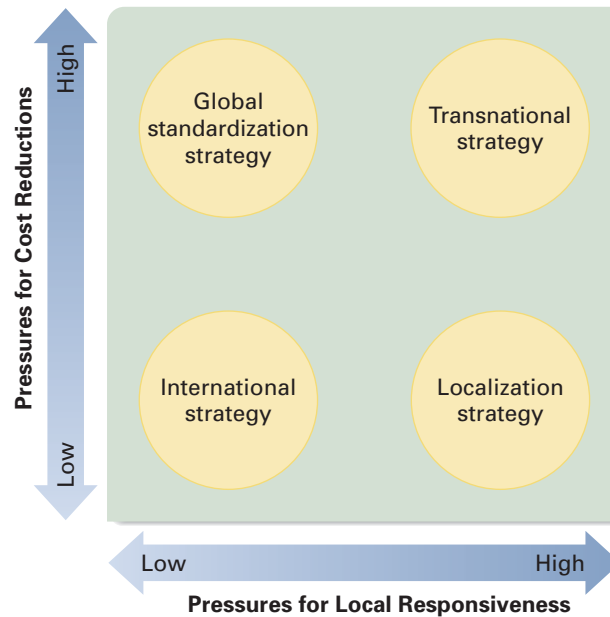 Pressures for Cost Reductions
High
Low
Global
standardization
strategy
Transnational
strategy
International
strategy
Localization
strategy
Low
High
Pressures for Local Responsiveness